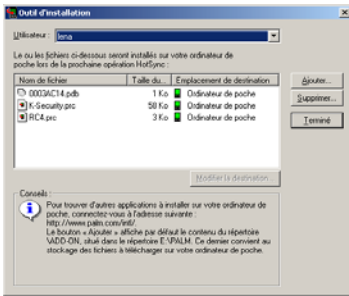 Outil d'installation
Utilisateur : lena
Le ou les fichiers ci-dessous seront installés sur votre ordinateur de
poche lors de la prochaine opération HotSync :
Nom de fichier Taille du... Emplacement de destination
0003AC14.pdb 1 Ko Ordinateur de poche
K-Security.prc 58 Ko Ordinateur de poche
RC4.prc 3 Ko Ordinateur de poche
Ajouter...
Supprimer...
Terminé
Modifier la destination...
Conseils :
Pour trouver d'autres applications à installer sur votre ordinateur de
poche, connectez-vous à l'adresse suivante :
http://www.palm.com/intl/.
Le bouton « Ajouter » affiche par défaut le contenu du répertoire
\ADD-ON, situé dans le répertoire E:\PALM. Ce dernier convient au
stockage des fichiers à télécharger sur votre ordinateur de poche.